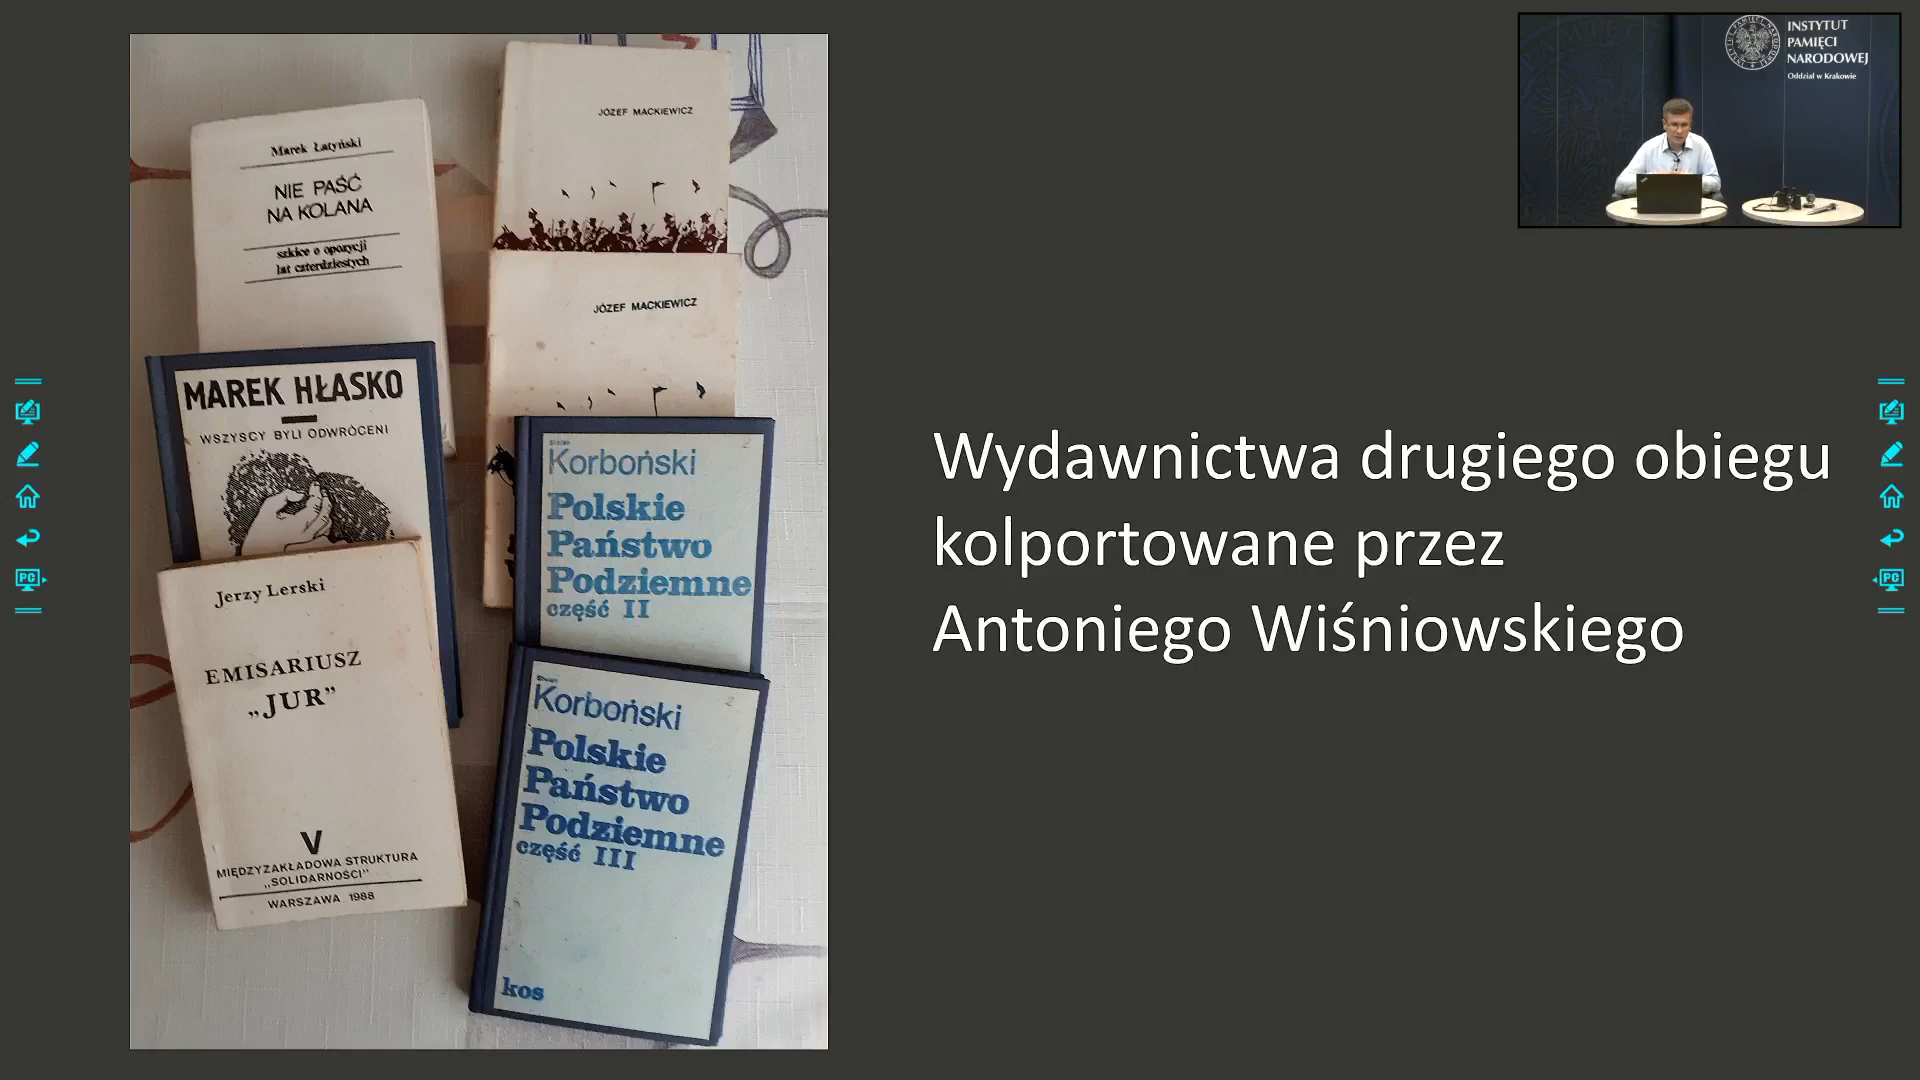 Marek Łatyński
NIE PAŚĆ
NA KOLANA
szkice o opozycji
lat czterdziestych
JÓZEF MACKIEWICZ
JÓZEF MACKIEWICZ
MAREK HŁASKO
WSZYSCY BYLI ODWRÓCENI
Korboński
Polskie
Państwo
Podziemne
część II
Jerzy Lerski
EMISARIUSZ
„JUR”
V
MIĘDZYZAKŁADOWA STRUKTURA
„SOLIDARNOŚCI”
WARSZAWA 1988
Korboński
Polskie
Państwo
Podziemne
część III
kos
Wydawnictwa drugiego obiegu
kolportowane przez
Antoniego Wiśniowskiego
INSTYTUT
PAMIĘCI
NARODOWEJ
Oddział w Krakowie
PC
PC